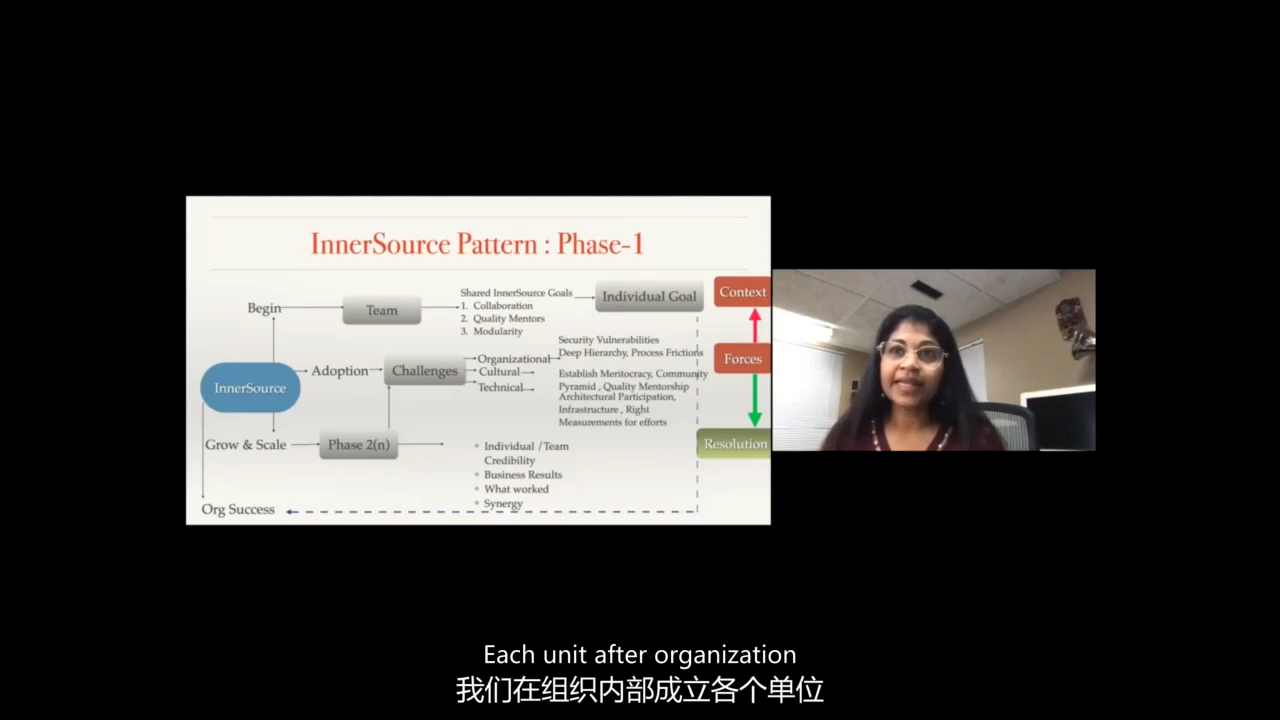 InnerSource Pattern : Phase-1
Begin
Team
Shared InnerSource Goals
1. Collaboration
2. Quality Mentors
3. Modularity
Individual Goal
Context
InnerSource
Adoption
Challenges
Organizational
Cultural
Technical
Security Vulnerabilities
Deep Hierarchy, Process Frictions
Establish Meritocracy, Community
Pyramid , Quality Mentorship
Architectural Participation,
Infrastructure , Right
Measurements for efforts
Forces
Grow & Scale
Phase 2(n)
Individual /Team
Credibility
Business Results
What worked
Synergy
Resolution
Org Success
Each unit after organization
我们在组织内部成立各个单位